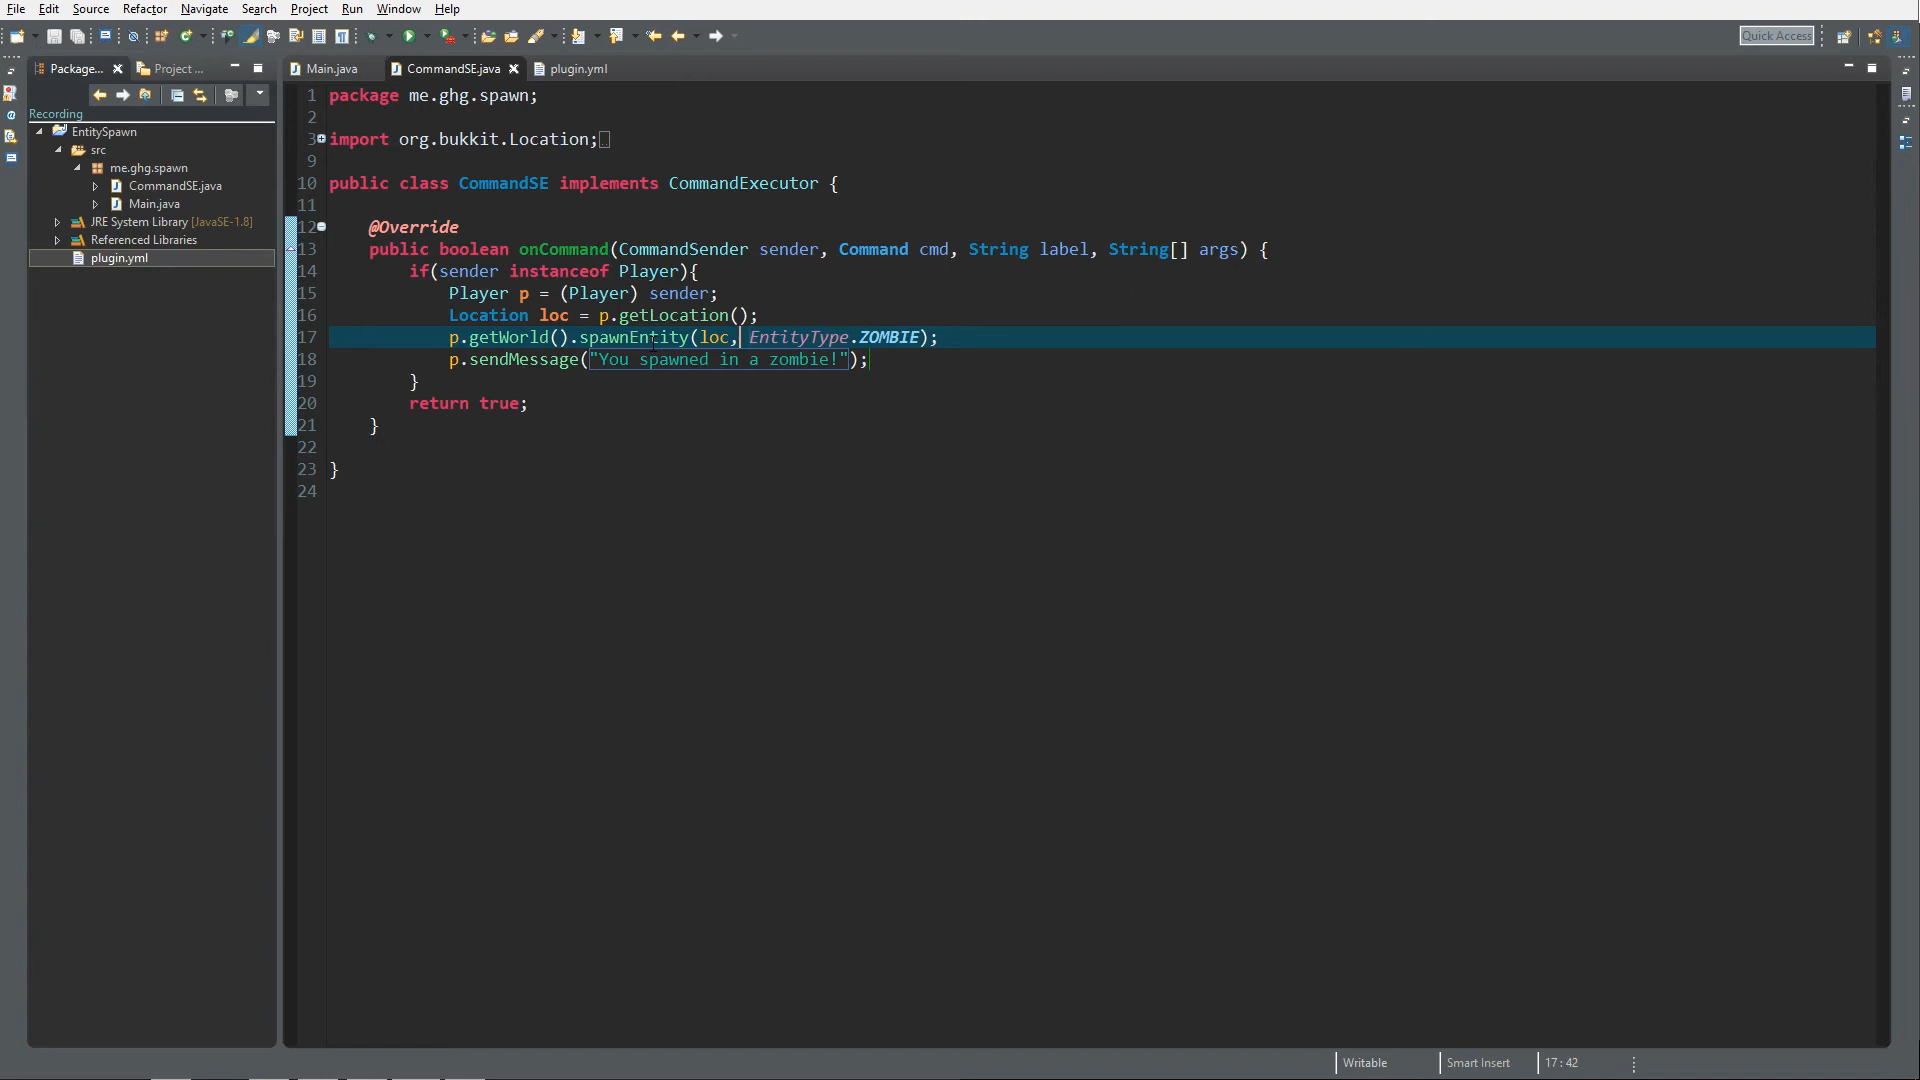 File Edit Source Refactor Navigate Search Project Run Window Help
Quick Access
Package... Project ...
Main.java CommandSE.java plugin.yml
Recording
EntitySpawn
src
me.ghg.spawn
CommandSE.java
Main.java
JRE System Library [JavaSE-1.8]
Referenced Libraries
plugin.yml
1 package me.ghg.spawn;
2
3 import org.bukkit.Location;
9
10 public class CommandSE implements CommandExecutor {
11
12 @Override
13 public boolean onCommand(CommandSender sender, Command cmd, String label, String[] args) {
14 if(sender instanceof Player){
15 Player p = (Player) sender;
16 Location loc = p.getLocation();
17 p.getWorld().spawnEntity(loc, EntityType.ZOMBIE);
18 p.sendMessage("You spawned in a zombie!");
19 }
20 return true;
21 }
22
23 }
24
Writable Smart Insert 17 : 42